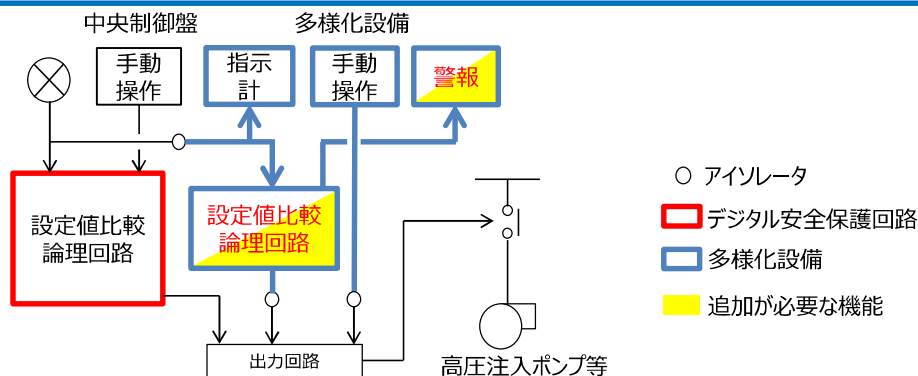 中央制御盤
多様化設備
手動
操作
指示
計
手動
操作
警報
設定値比較
論理回路
設定値比較
論理回路
出力回路
高圧注入ポンプ等
アイソレータ
デジタル安全保護回路
多様化設備
追加が必要な機能